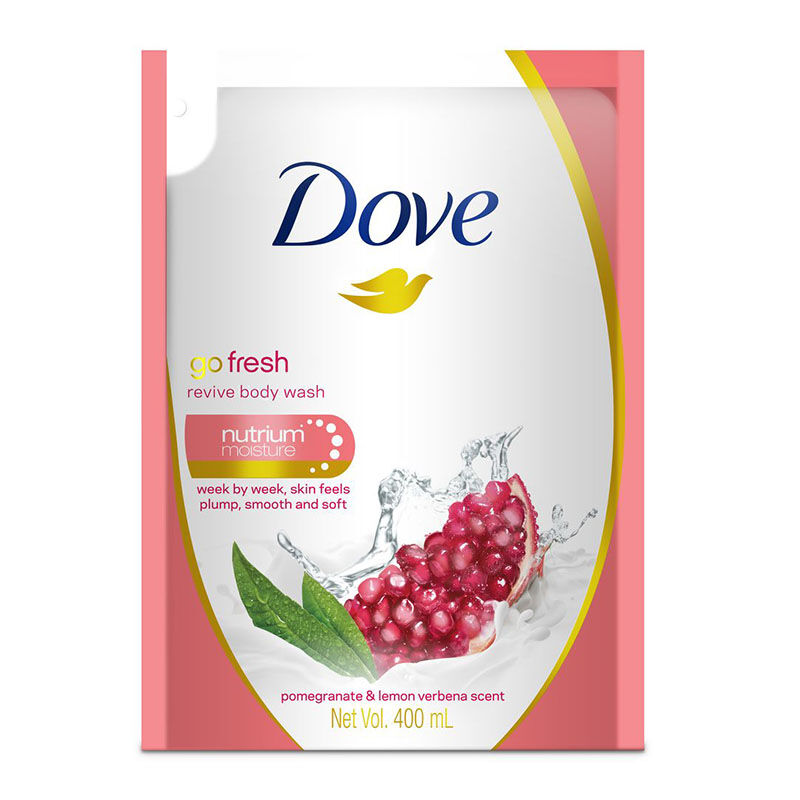 Dove
go fresh
revive body wash
nutrium
moisture
week by week, skin feels
plump, smooth and soft
pomegranate & lemon verbena scent
Net Vol. 400 mL